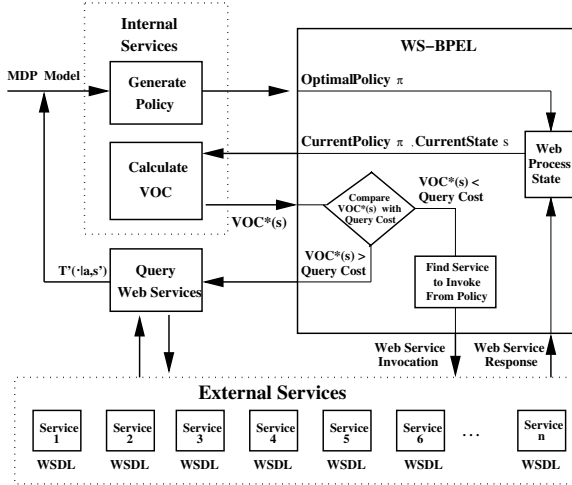 Internal
Services
WS-BPEL
MDP Model
Generate
Policy
OptimalPolicy π
CurrentPolicy π .CurrentState s
Calculate
VOC
Web
Process
State
VOC*(s)
Compare
VOC*(s) with
Query Cost
VOC*(s) <
Query Cost
VOC*(s) >
Query Cost
T'(·|a,s')
Query
Web Services
Find Service
to Invoke
From Policy
Web Service
Invocation
Web Service
Response
External Services
Service
1
Service
2
Service
3
Service
4
Service
5
Service
6
...
Service
n
WSDL
WSDL
WSDL
WSDL
WSDL
WSDL
WSDL